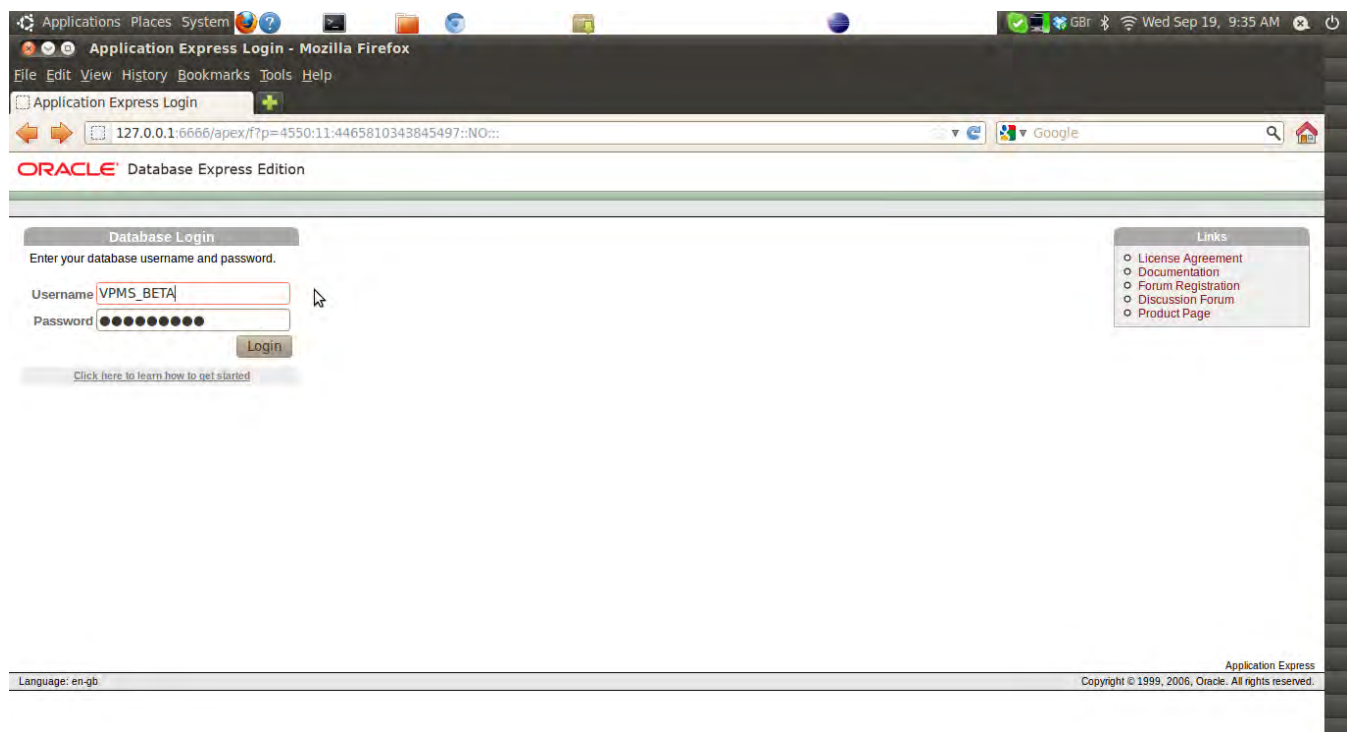 Applications Places System GBr Wed Sep 19, 9:35 AM
Application Express Login - Mozilla Firefox
File Edit View History Bookmarks Tools Help
Application Express Login
127.0.0.1:6666/apex/f?p=4550:11:4465810343845497::NO:::
Google
ORACLE Database Express Edition
Database Login
Enter your database username and password.
Username VPMS_BETA
Password
Login
Click here to learn how to get started
Links
License Agreement
Documentation
Forum Registration
Discussion Forum
Product Page
Application Express
Language: en-gb
Copyright © 1999, 2006, Oracle. All rights reserved.